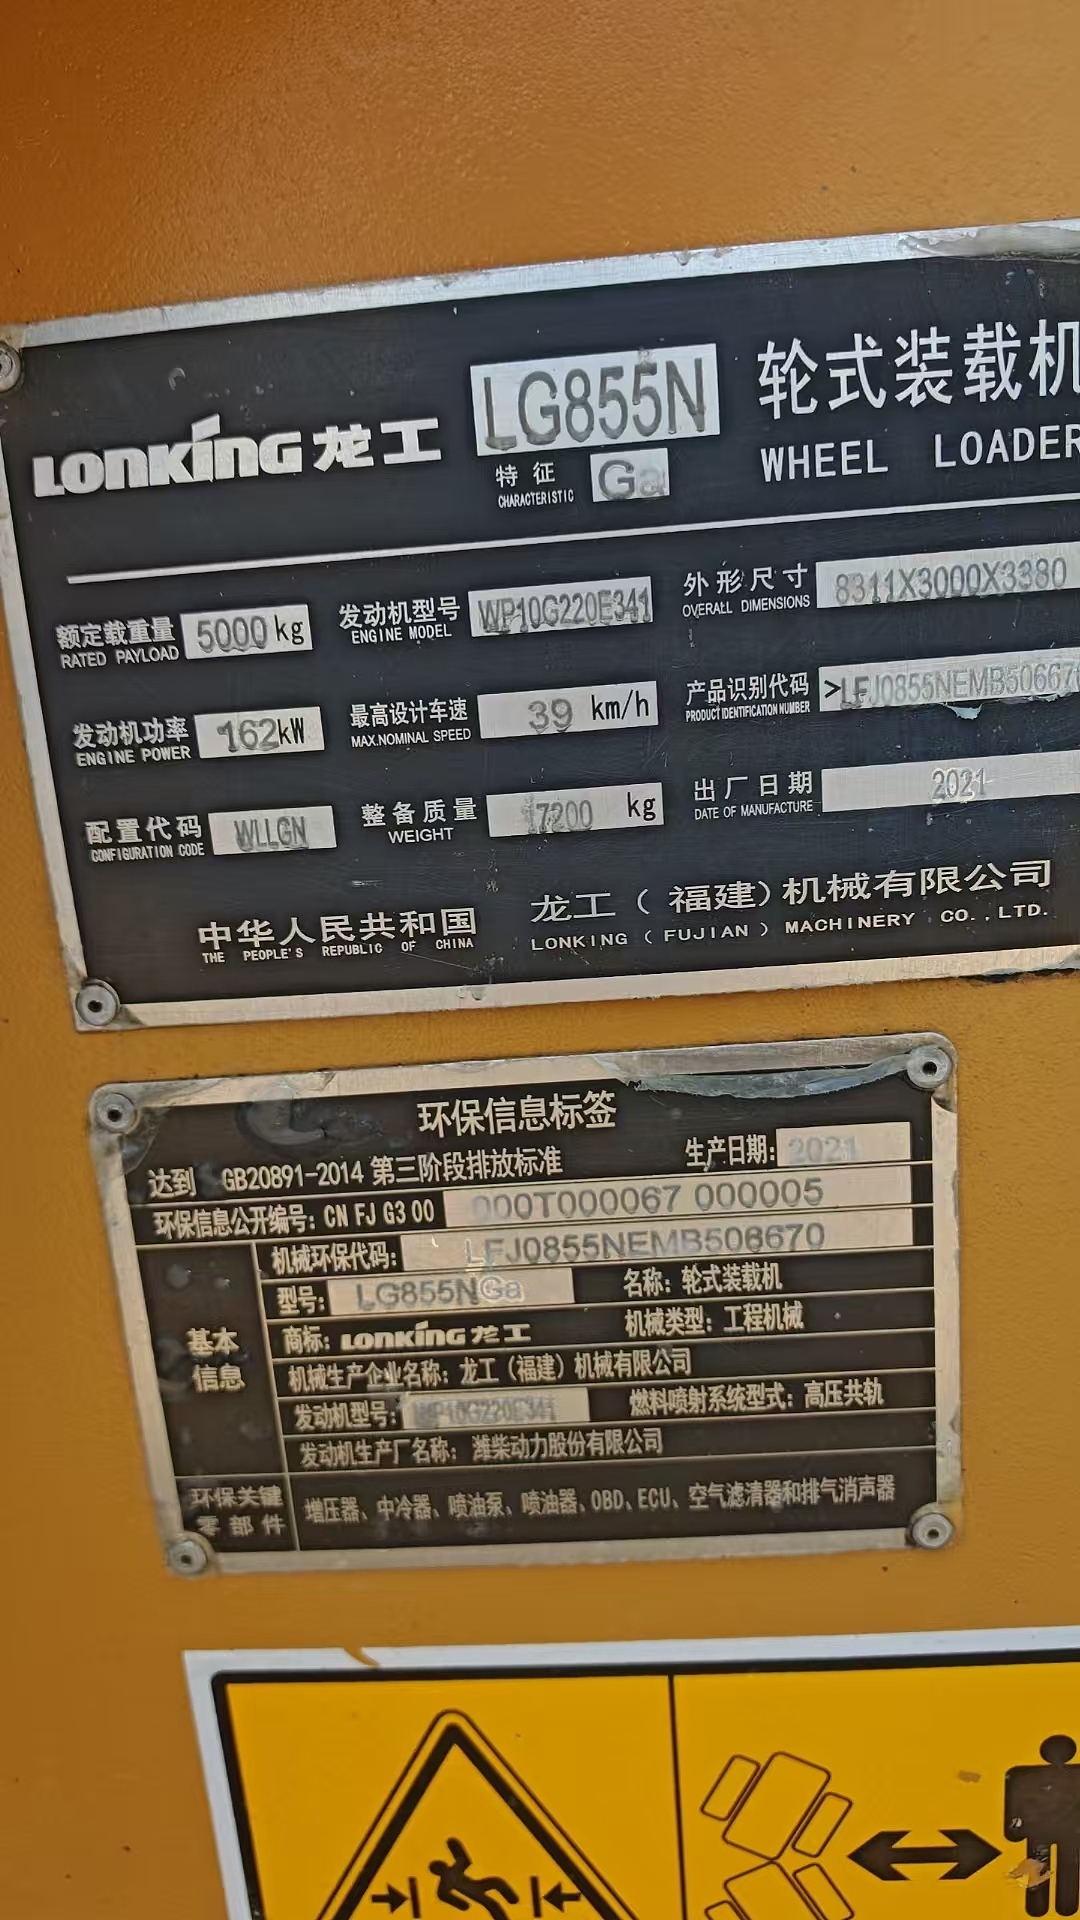 LONKING 龙工 LG855N 轮式装载机
特征 Ga WHEEL LOADER
CHARACTERISTIC
额定载重量 5000kg 发动机型号 WP10G220E341 外形尺寸 8311X3000X3380
RATED PAYLOAD ENGINE MODEL OVERALL DIMENSIONS
发动机功率 162kW 最高设计车速 39 km/h 产品识别代码 >LFJ0855NEMB506670
ENGINE POWER MAX.NOMINAL SPEED PRODUCT IDENTIFICATION NUMBER
配置代码 WLLGN 整备质量 17200 kg 出厂日期 2021
CONFIGURATION CODE WEIGHT DATE OF MANUFACTURE
中华人民共和国 龙工（福建）机械有限公司
THE PEOPLE'S REPUBLIC OF CHINA LONKING (FUJIAN) MACHINERY CO.,LTD.
环保信息标签
达到 GB20891-2014 第三阶段排放标准 生产日期: 2021
环保信息公开编号: CN FJ G3 00 000T000067 000005
机械环保代码: LFJ0855NEMB506670
型号: LG855NGa 名称: 轮式装载机
基本信息
商标: LONKING 龙工 机械类型: 工程机械
机械生产企业名称: 龙工（福建）机械有限公司
发动机型号: WP10G220E341 燃料喷射系统型式: 高压共轨
发动机生产厂名称: 潍柴动力股份有限公司
环保关键零部件 增压器、中冷器、喷油泵、喷油器、OBD、ECU、空气滤清器和排气消声器